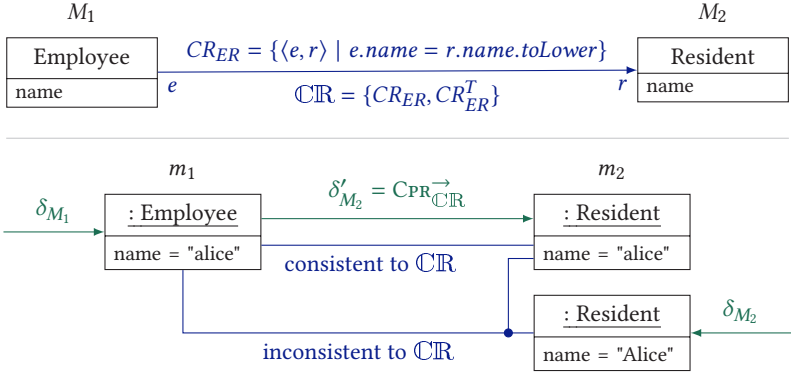 M₁
M₂
Employee
name
CR_ER = {⟨e, r⟩ | e.name = r.name.toLower}
e
r
ℂℝ = {CR_ER, CR_ER^T}
Resident
name
m₁
m₂
δ_M₁
: Employee
name = "alice"
δ′_M₂ = CPR→_ℂℝ
: Resident
name = "alice"
consistent to ℂℝ
: Resident
name = "Alice"
δ_M₂
inconsistent to ℂℝ